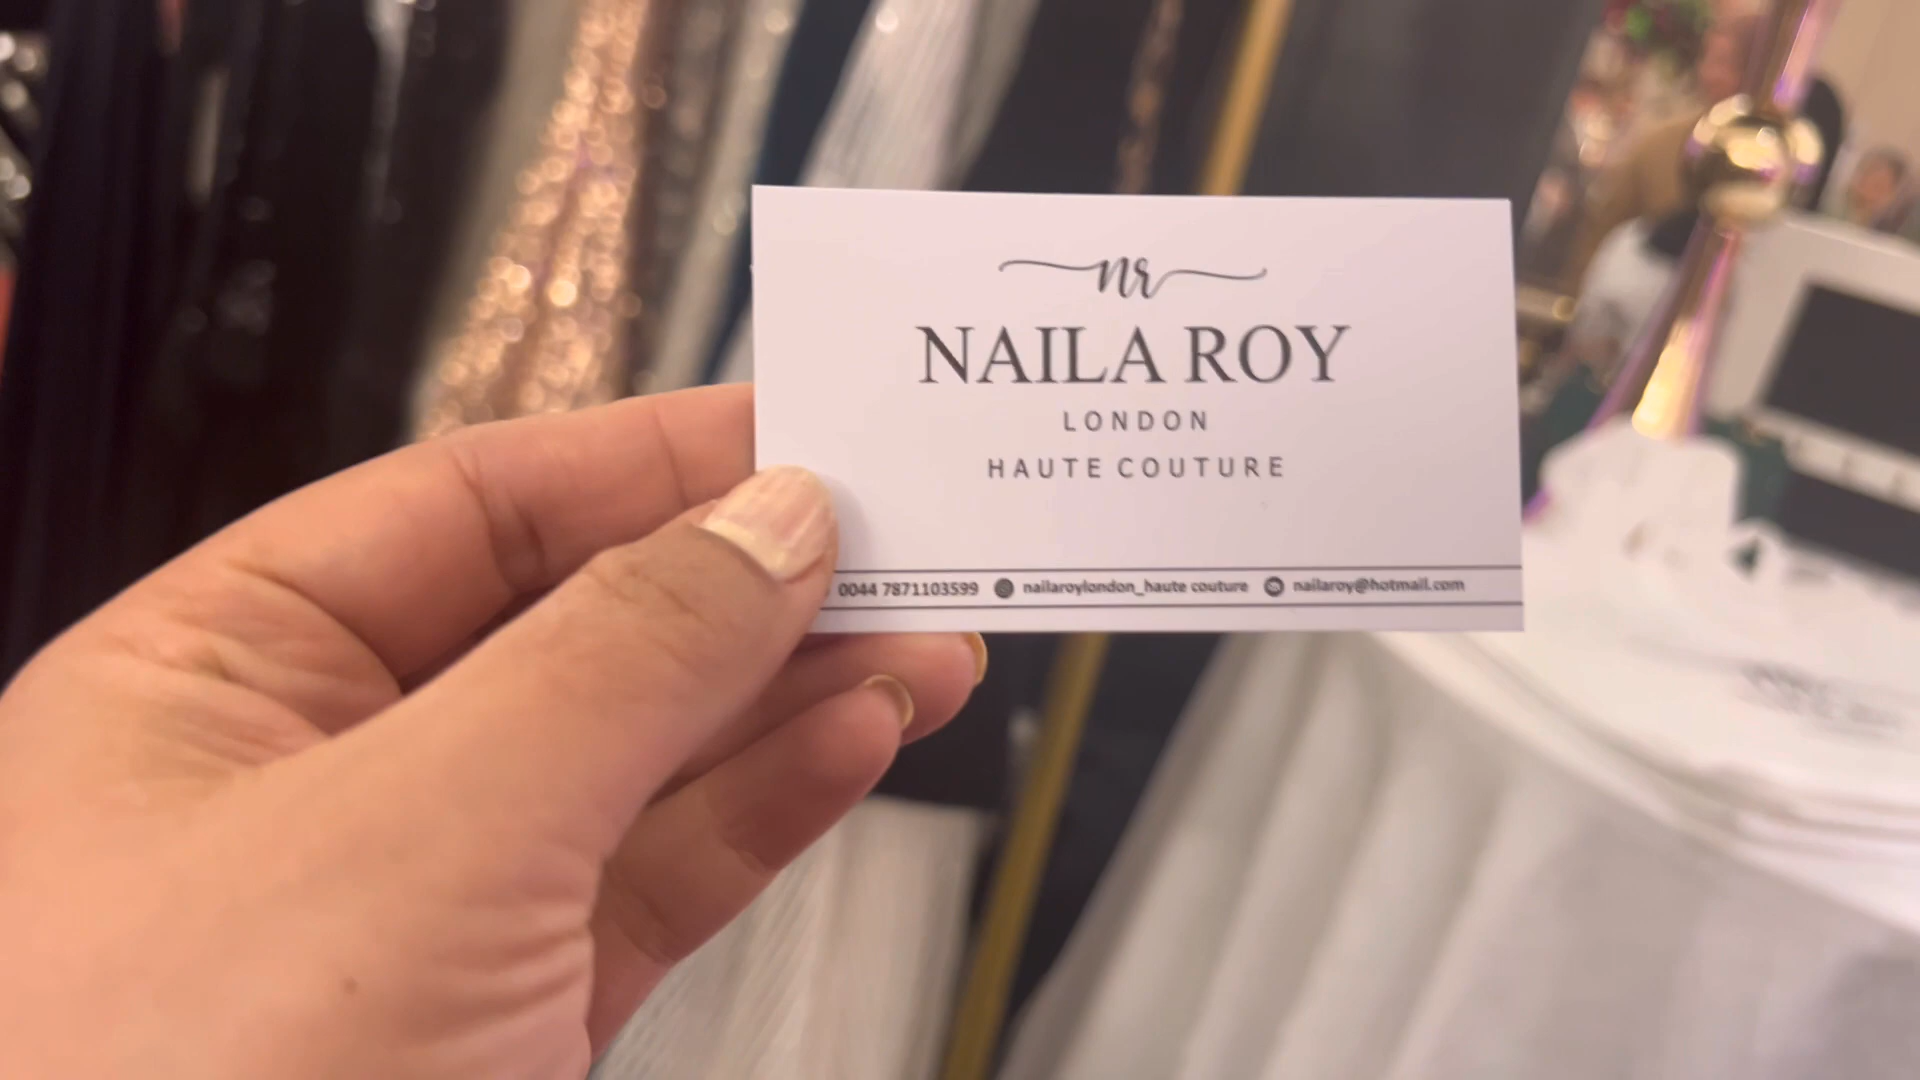 nr
NAILA ROY
LONDON
HAUTE COUTURE
0044 7871103599 nailaroylondon_haute couture nailaroy@hotmail.com